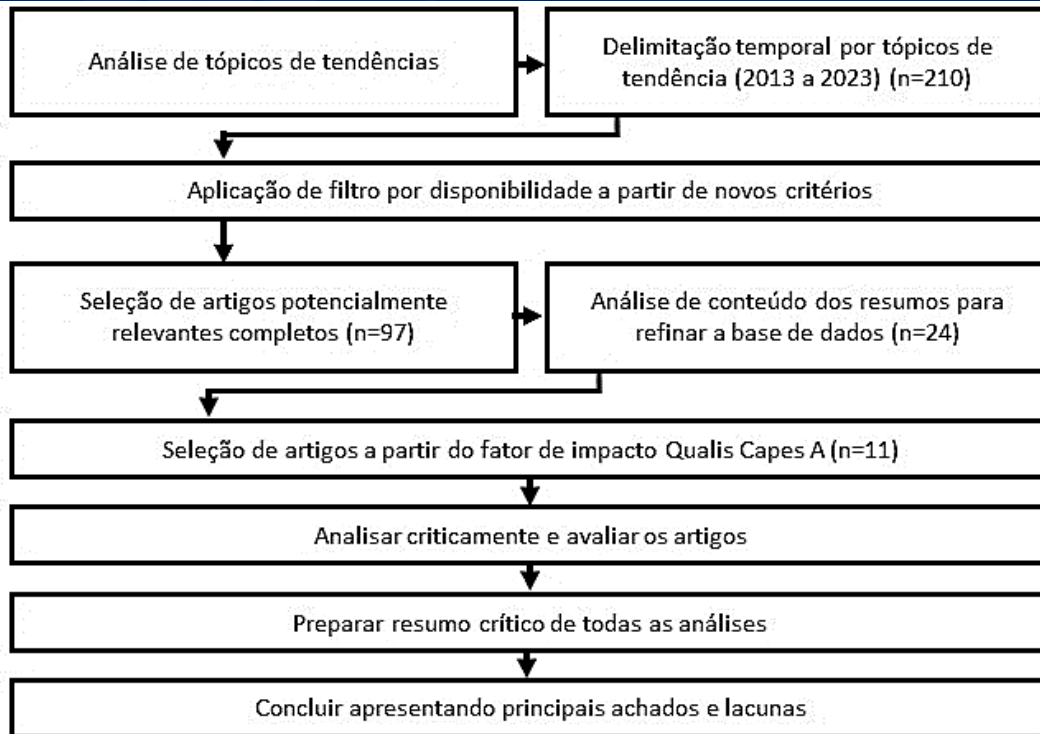 Análise de tópicos de tendências
Delimitação temporal por tópicos de
tendência (2013 a 2023) (n=210)
Aplicação de filtro por disponibilidade a partir de novos critérios
Seleção de artigos potencialmente
relevantes completos (n=97)
Análise de conteúdo dos resumos para
refinar a base de dados (n=24)
Seleção de artigos a partir do fator de impacto Qualis Capes A (n=11)
Analisar criticamente e avaliar os artigos
Preparar resumo crítico de todas as análises
Concluir apresentando principais achados e lacunas